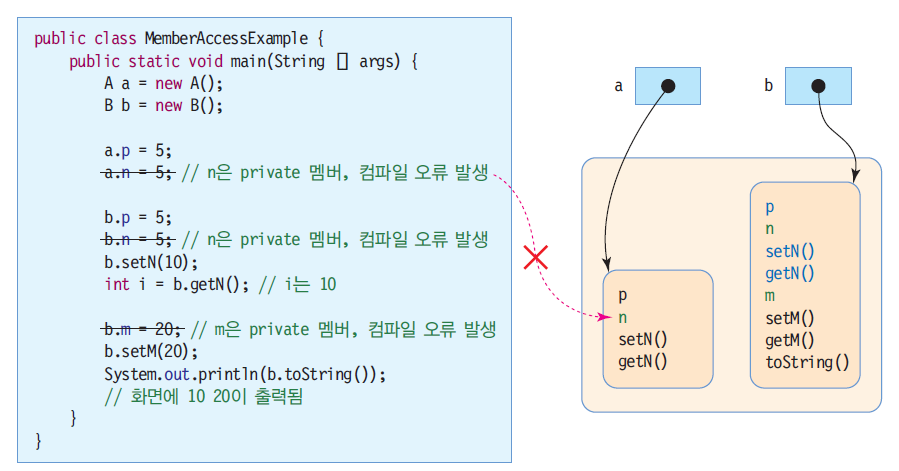 public class MemberAccessExample {
public static void main(String [] args) {
A a = new A();
B b = new B();
a.p = 5;
a.n = 5; // n은 private 멤버, 컴파일 오류 발생
b.p = 5;
b.n = 5; // n은 private 멤버, 컴파일 오류 발생
b.setN(10);
int i = b.getN(); // i는 10
b.m = 20; // m은 private 멤버, 컴파일 오류 발생
b.setM(20);
System.out.println(b.toString());
// 화면에 10 20이 출력됨
}
}
a
b
p
n
setN()
getN()
p
n
setN()
getN()
m
setM()
getM()
toString()